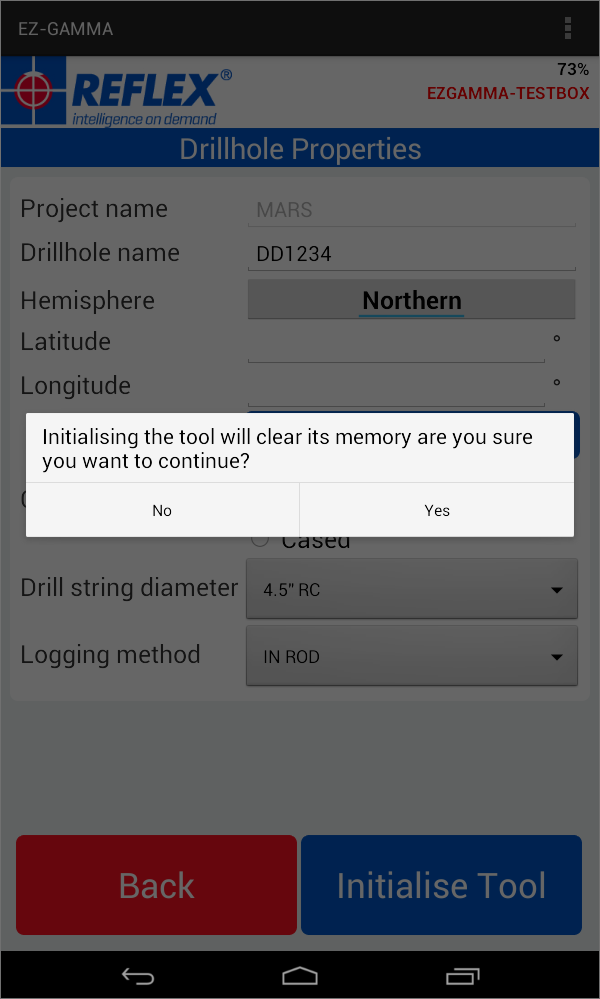 EZ-GAMMA
REFLEX®
intelligence on demand
73%
EZGAMMA-TESTBOX
Drillhole Properties
Project name
MARS
Drillhole name
DD1234
Hemisphere
Northern
Latitude
°
Longitude
°
Initialising the tool will clear its memory are you sure
you want to continue?
No
Yes
Cased
Drill string diameter
4.5" RC
Logging method
IN ROD
Back
Initialise Tool